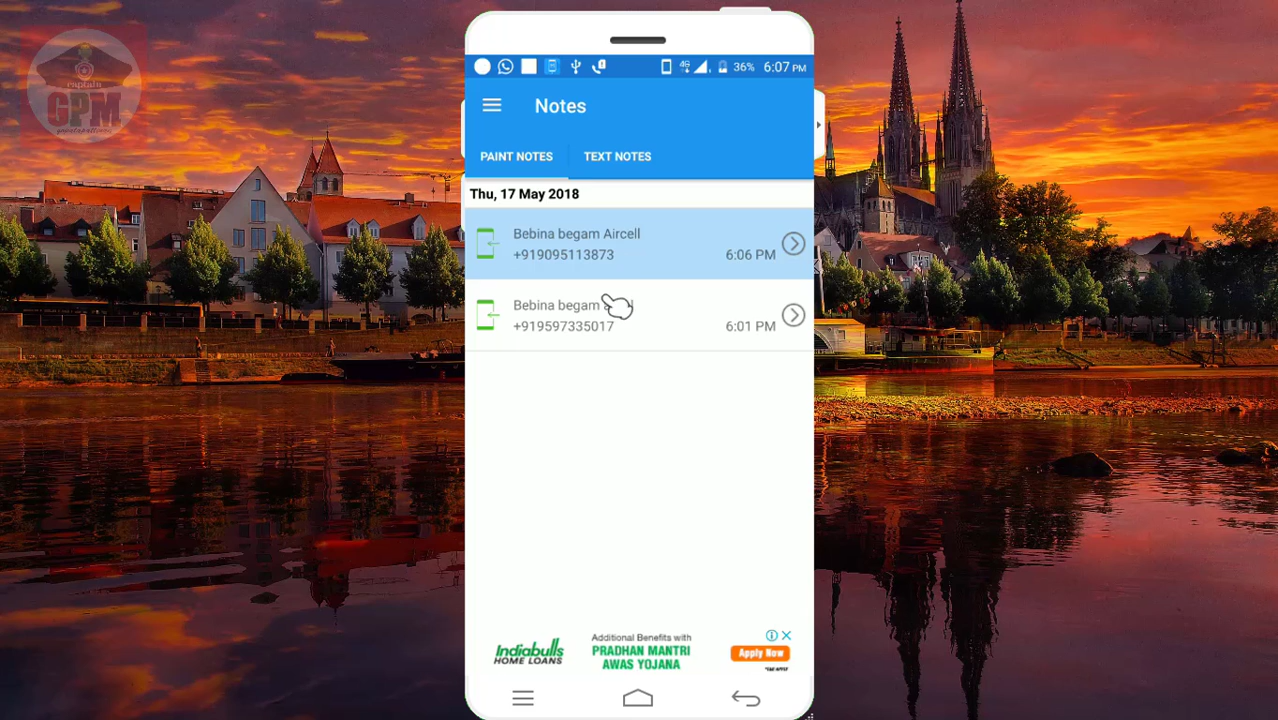 captain
GPM
36% 6:07 PM
Notes
PAINT NOTES TEXT NOTES
Thu, 17 May 2018
Bebina begam Aircell
+919095113873 6:06 PM
Bebina begam
+919597335017 6:01 PM
Indiabulls
HOME LOANS
Additional Benefits with
PRADHAN MANTRI
AWAS YOJANA
Apply Now